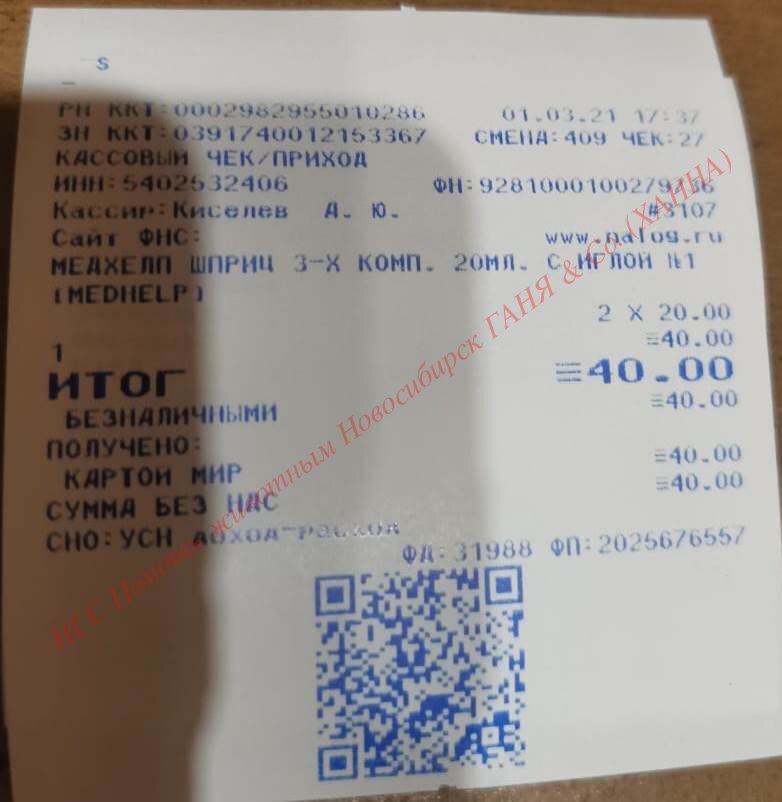 S
РН ККТ:0002982955010286 01.03.21 17:37
ЗН ККТ:0391740012153367 СМЕНА:409 ЧЕК:27
КАССОВЫЙ ЧЕК/ПРИХОД
ИНН:5402532406 ФН:9281000100279736
Кассир:Киселев А. Ю. #3107
Сайт ФНС: www.nalog.ru
МЕДХЕЛП ШПРИЦ 3-Х КОМП. 20МЛ. С ИГЛОЙ №1
(MEDHELP)
2 X 20.00
1 =40.00
ИТОГ ≡40.00
БЕЗНАЛИЧНЫМИ =40.00
ПОЛУЧЕНО:
КАРТОЙ МИР =40.00
СУММА БЕЗ НДС =40.00
СНО:УСН доход-расход
ФД:31988 ФП:2025676557
НГС Помощь животным Новосибирск ГАНЯ & Co. (ХАННА)